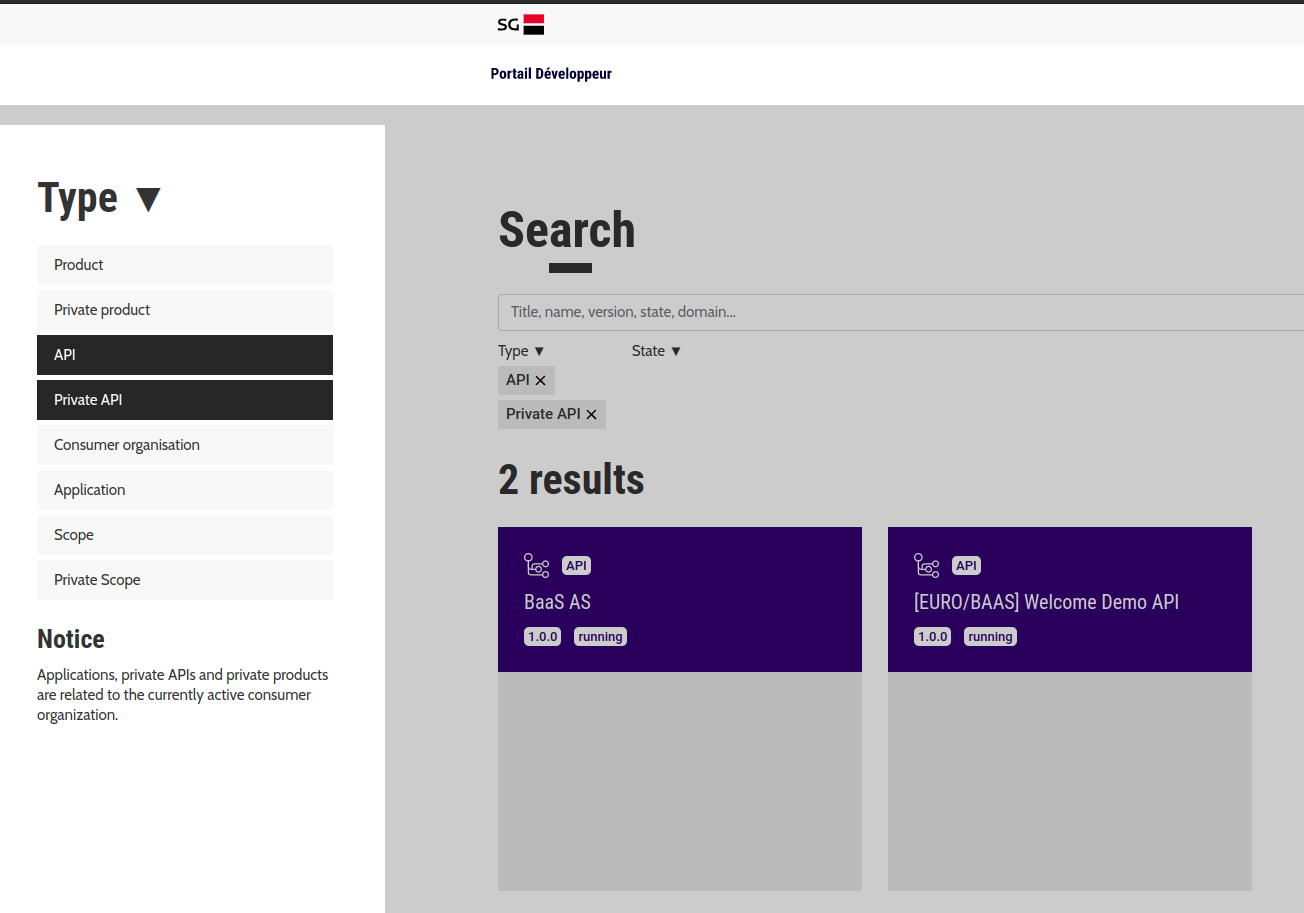 SG
Portail Développeur
Type ▼
Product
Private product
API
Private API
Consumer organisation
Application
Scope
Private Scope
Notice
Applications, private APIs and private products
are related to the currently active consumer
organization.
Search
Title, name, version, state, domain...
Type ▼ State ▼
API ✕
Private API ✕
2 results
API
BaaS AS
1.0.0 running
API
[EURO/BAAS] Welcome Demo API
1.0.0 running